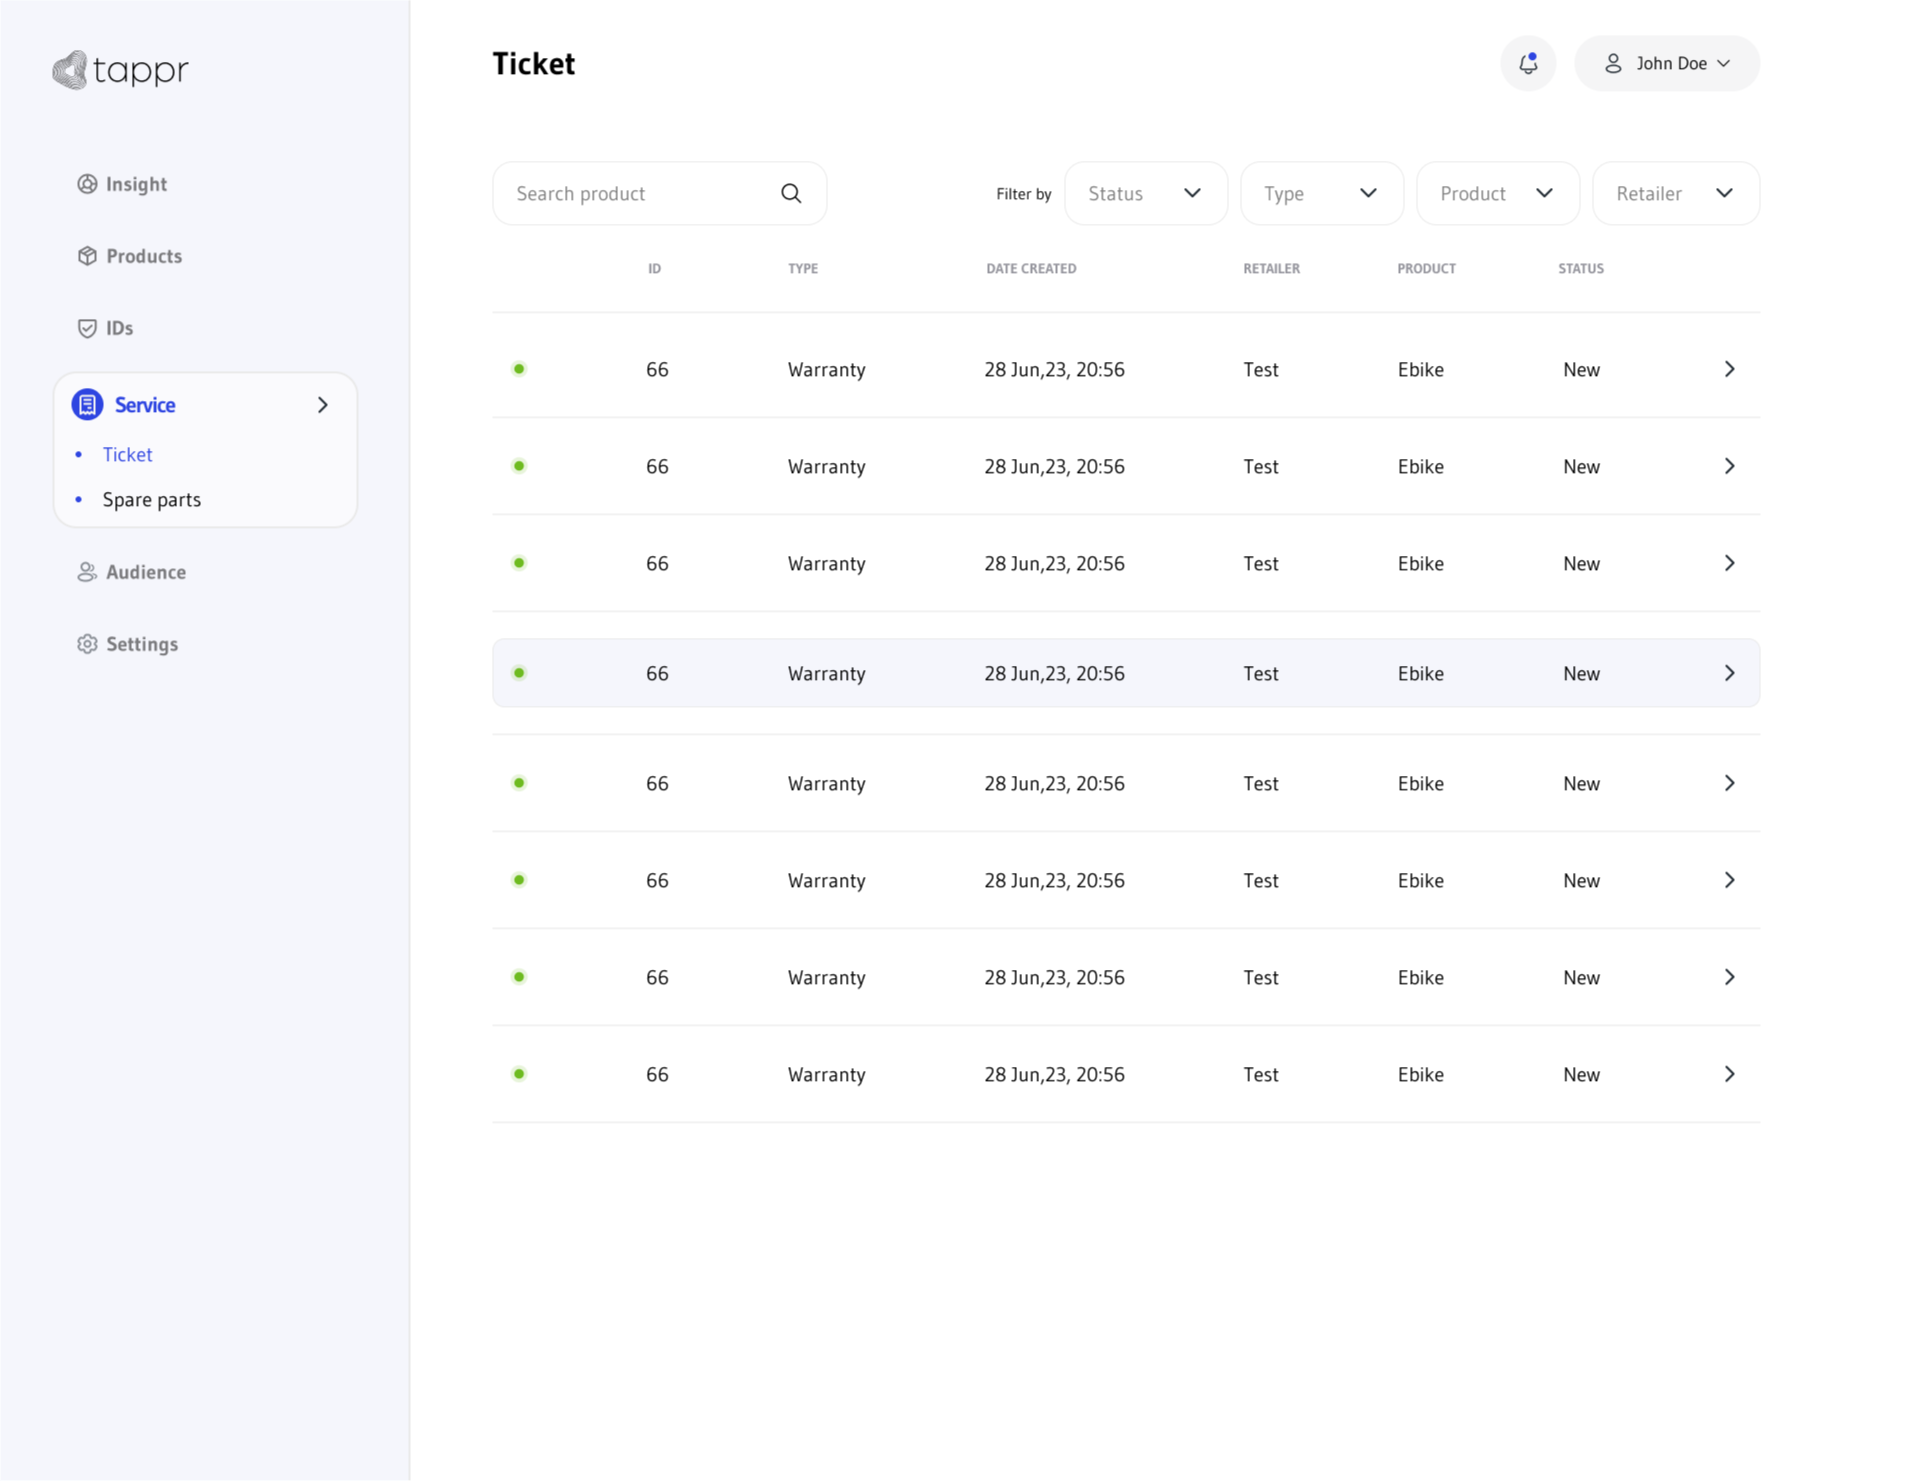 tappr
Insight
Products
IDs
Service
Ticket
Spare parts
Audience
Settings
Ticket
John Doe
Search product
Filter by Status Type Product Retailer
ID TYPE DATE CREATED RETAILER PRODUCT STATUS
66 Warranty 28 Jun,23, 20:56 Test Ebike New
66 Warranty 28 Jun,23, 20:56 Test Ebike New
66 Warranty 28 Jun,23, 20:56 Test Ebike New
66 Warranty 28 Jun,23, 20:56 Test Ebike New
66 Warranty 28 Jun,23, 20:56 Test Ebike New
66 Warranty 28 Jun,23, 20:56 Test Ebike New
66 Warranty 28 Jun,23, 20:56 Test Ebike New
66 Warranty 28 Jun,23, 20:56 Test Ebike New